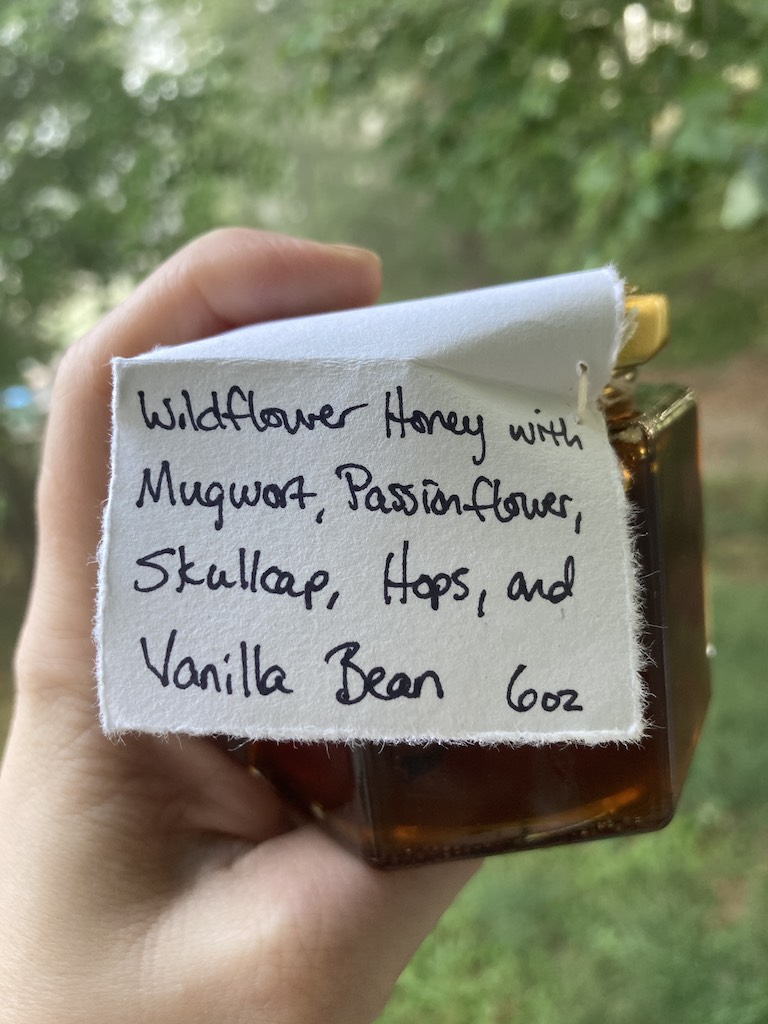 Wildflower Honey with
Mugwort, Passionflower,
Skullcap, Hops, and
Vanilla Bean 6oz